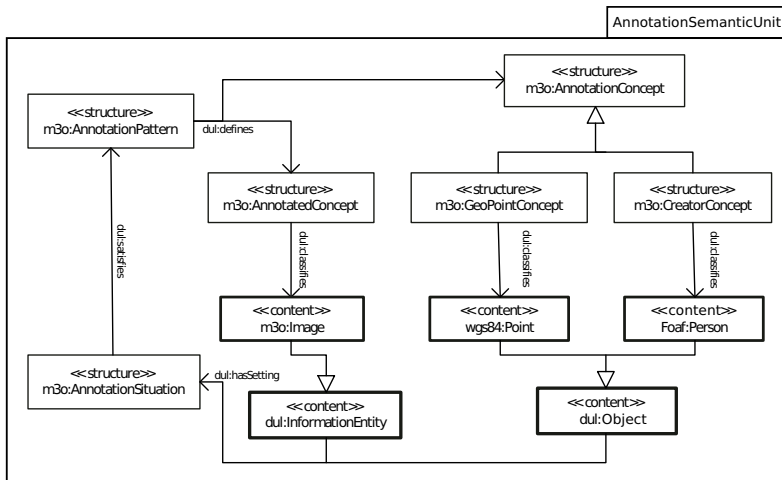 AnnotationSemanticUnit
<<structure>>
m3o:AnnotationConcept
<<structure>>
m3o:AnnotationPattern
dul:defines
<<structure>>
m3o:AnnotatedConcept
<<structure>>
m3o:GeoPointConcept
<<structure>>
m3o:CreatorConcept
dul:satisfies
dul:classifies
dul:classifies
dul:classifies
<<content>>
m3o:Image
<<content>>
wgs84:Point
<<content>>
Foaf:Person
<<structure>>
m3o:AnnotationSituation
dul:hasSetting
<<content>>
dul:InformationEntity
<<content>>
dul:Object